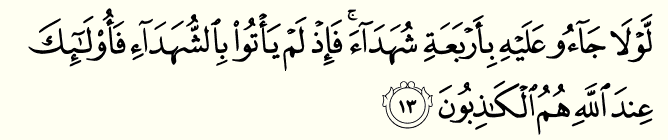 لَّوْلَا جَآءُو عَلَيْهِ بِأَرْبَعَةِ شُهَدَآءَ ۚ فَإِذْ لَمْ يَأْتُوا۟ بِٱلشُّهَدَآءِ فَأُو۟لَـٰٓئِكَ
عِندَ ٱللَّهِ هُمُ ٱلْكَـٰذِبُونَ ١٣